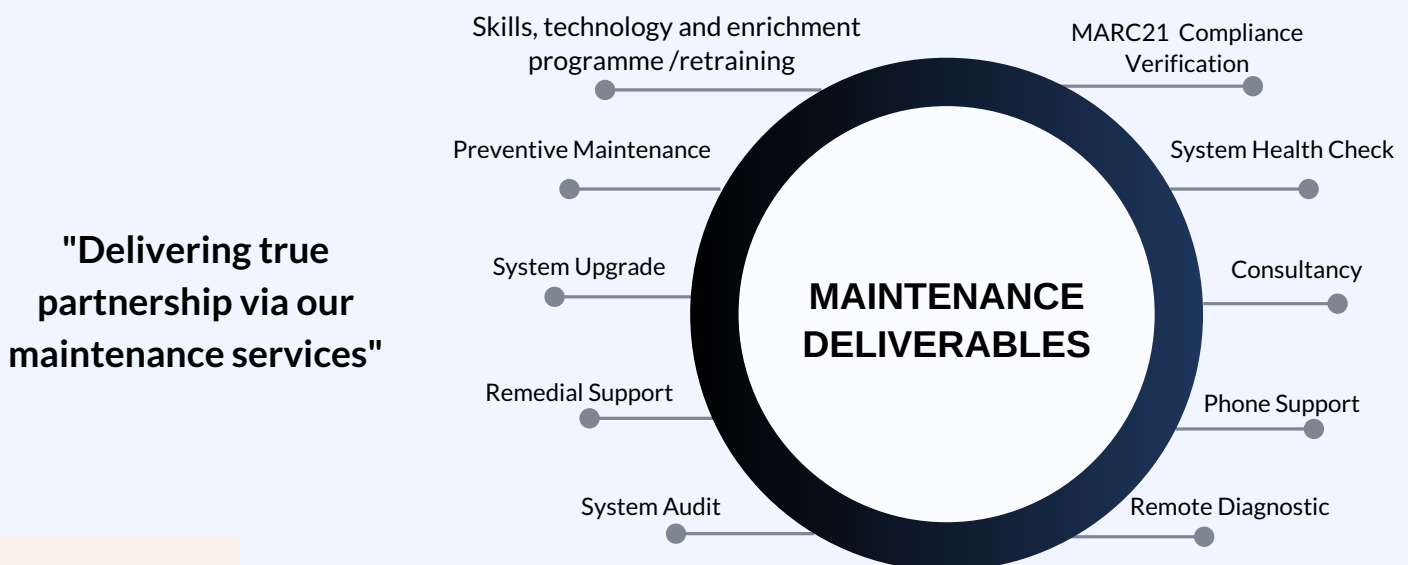 "Delivering true
partnership via our
maintenance services"
Skills, technology and enrichment
programme /retraining
Preventive Maintenance
System Upgrade
Remedial Support
System Audit
MAINTENANCE
DELIVERABLES
MARC21 Compliance
Verification
System Health Check
Consultancy
Phone Support
Remote Diagnostic